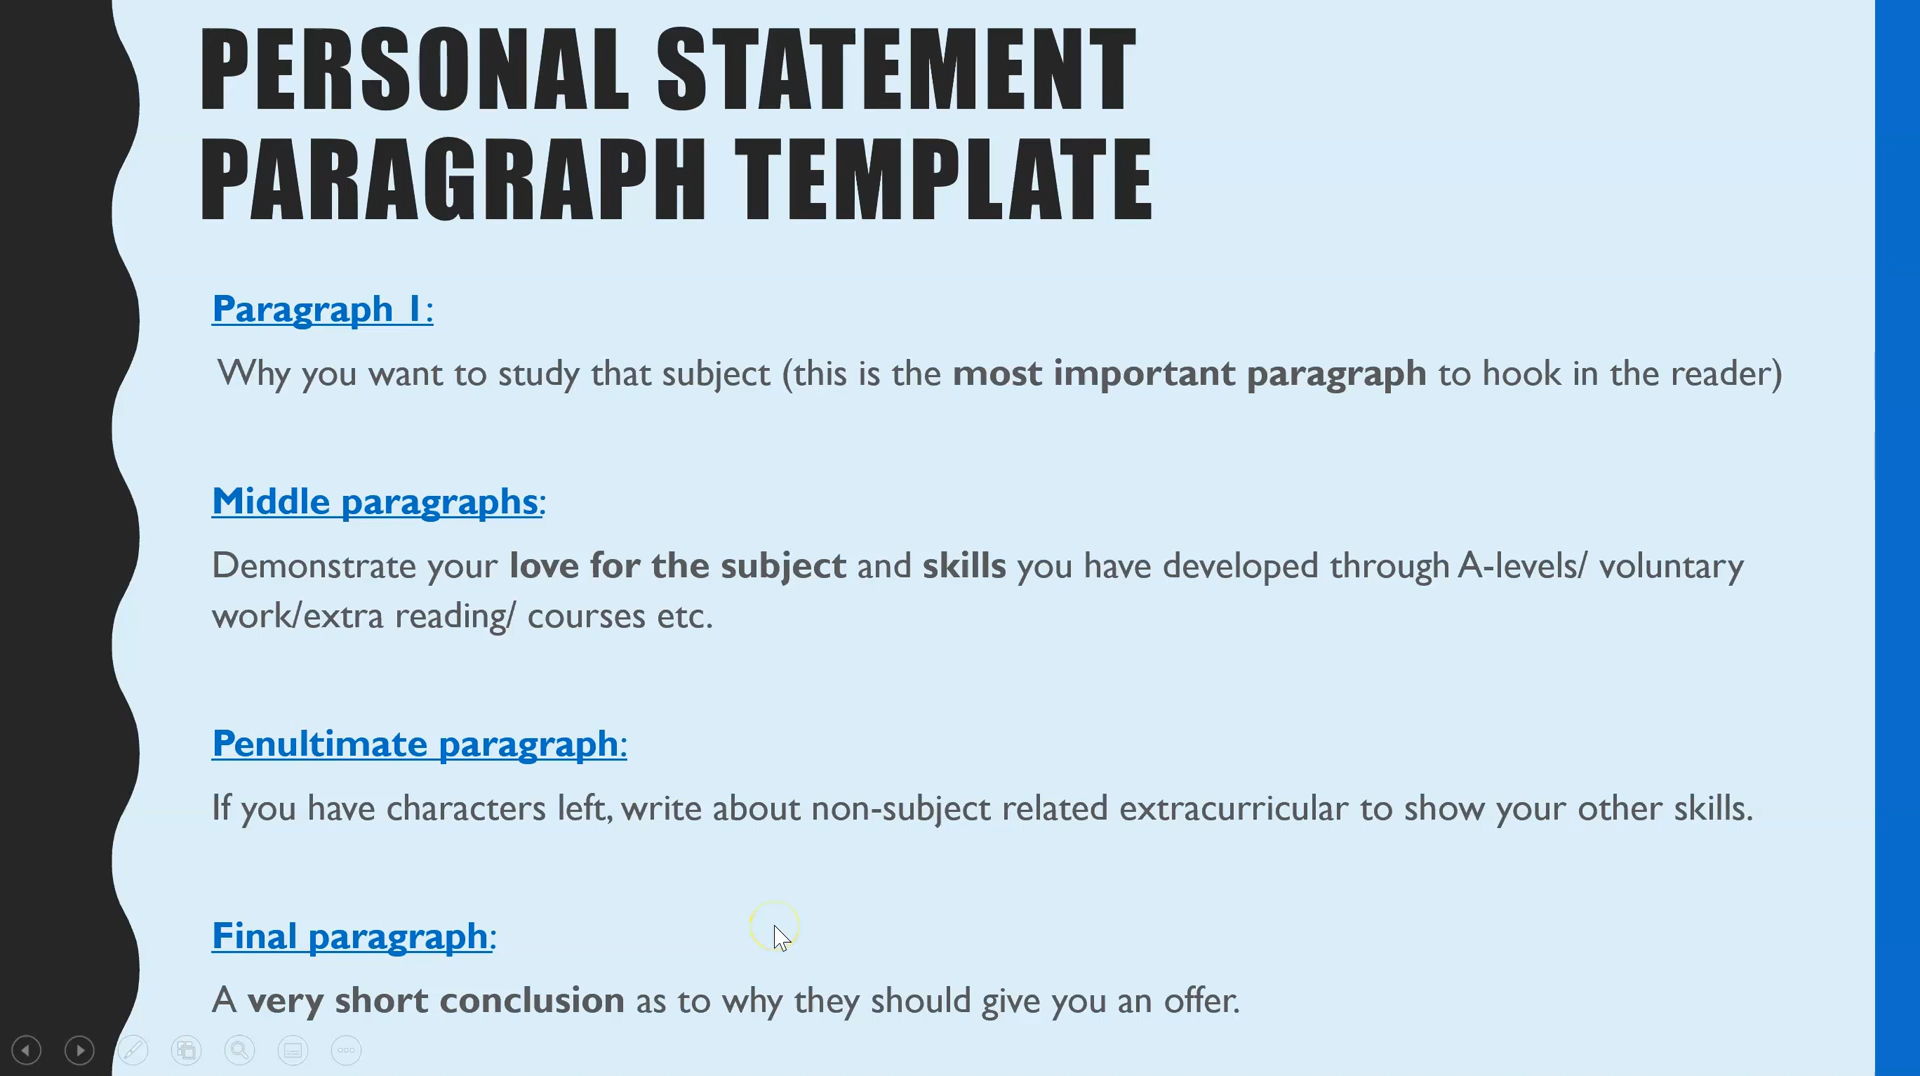 PERSONAL STATEMENT
PARAGRAPH TEMPLATE
Paragraph 1:
Why you want to study that subject (this is the most important paragraph to hook in the reader)
Middle paragraphs:
Demonstrate your love for the subject and skills you have developed through A-levels/ voluntary
work/extra reading/ courses etc.
Penultimate paragraph:
If you have characters left, write about non-subject related extracurricular to show your other skills.
Final paragraph:
A very short conclusion as to why they should give you an offer.